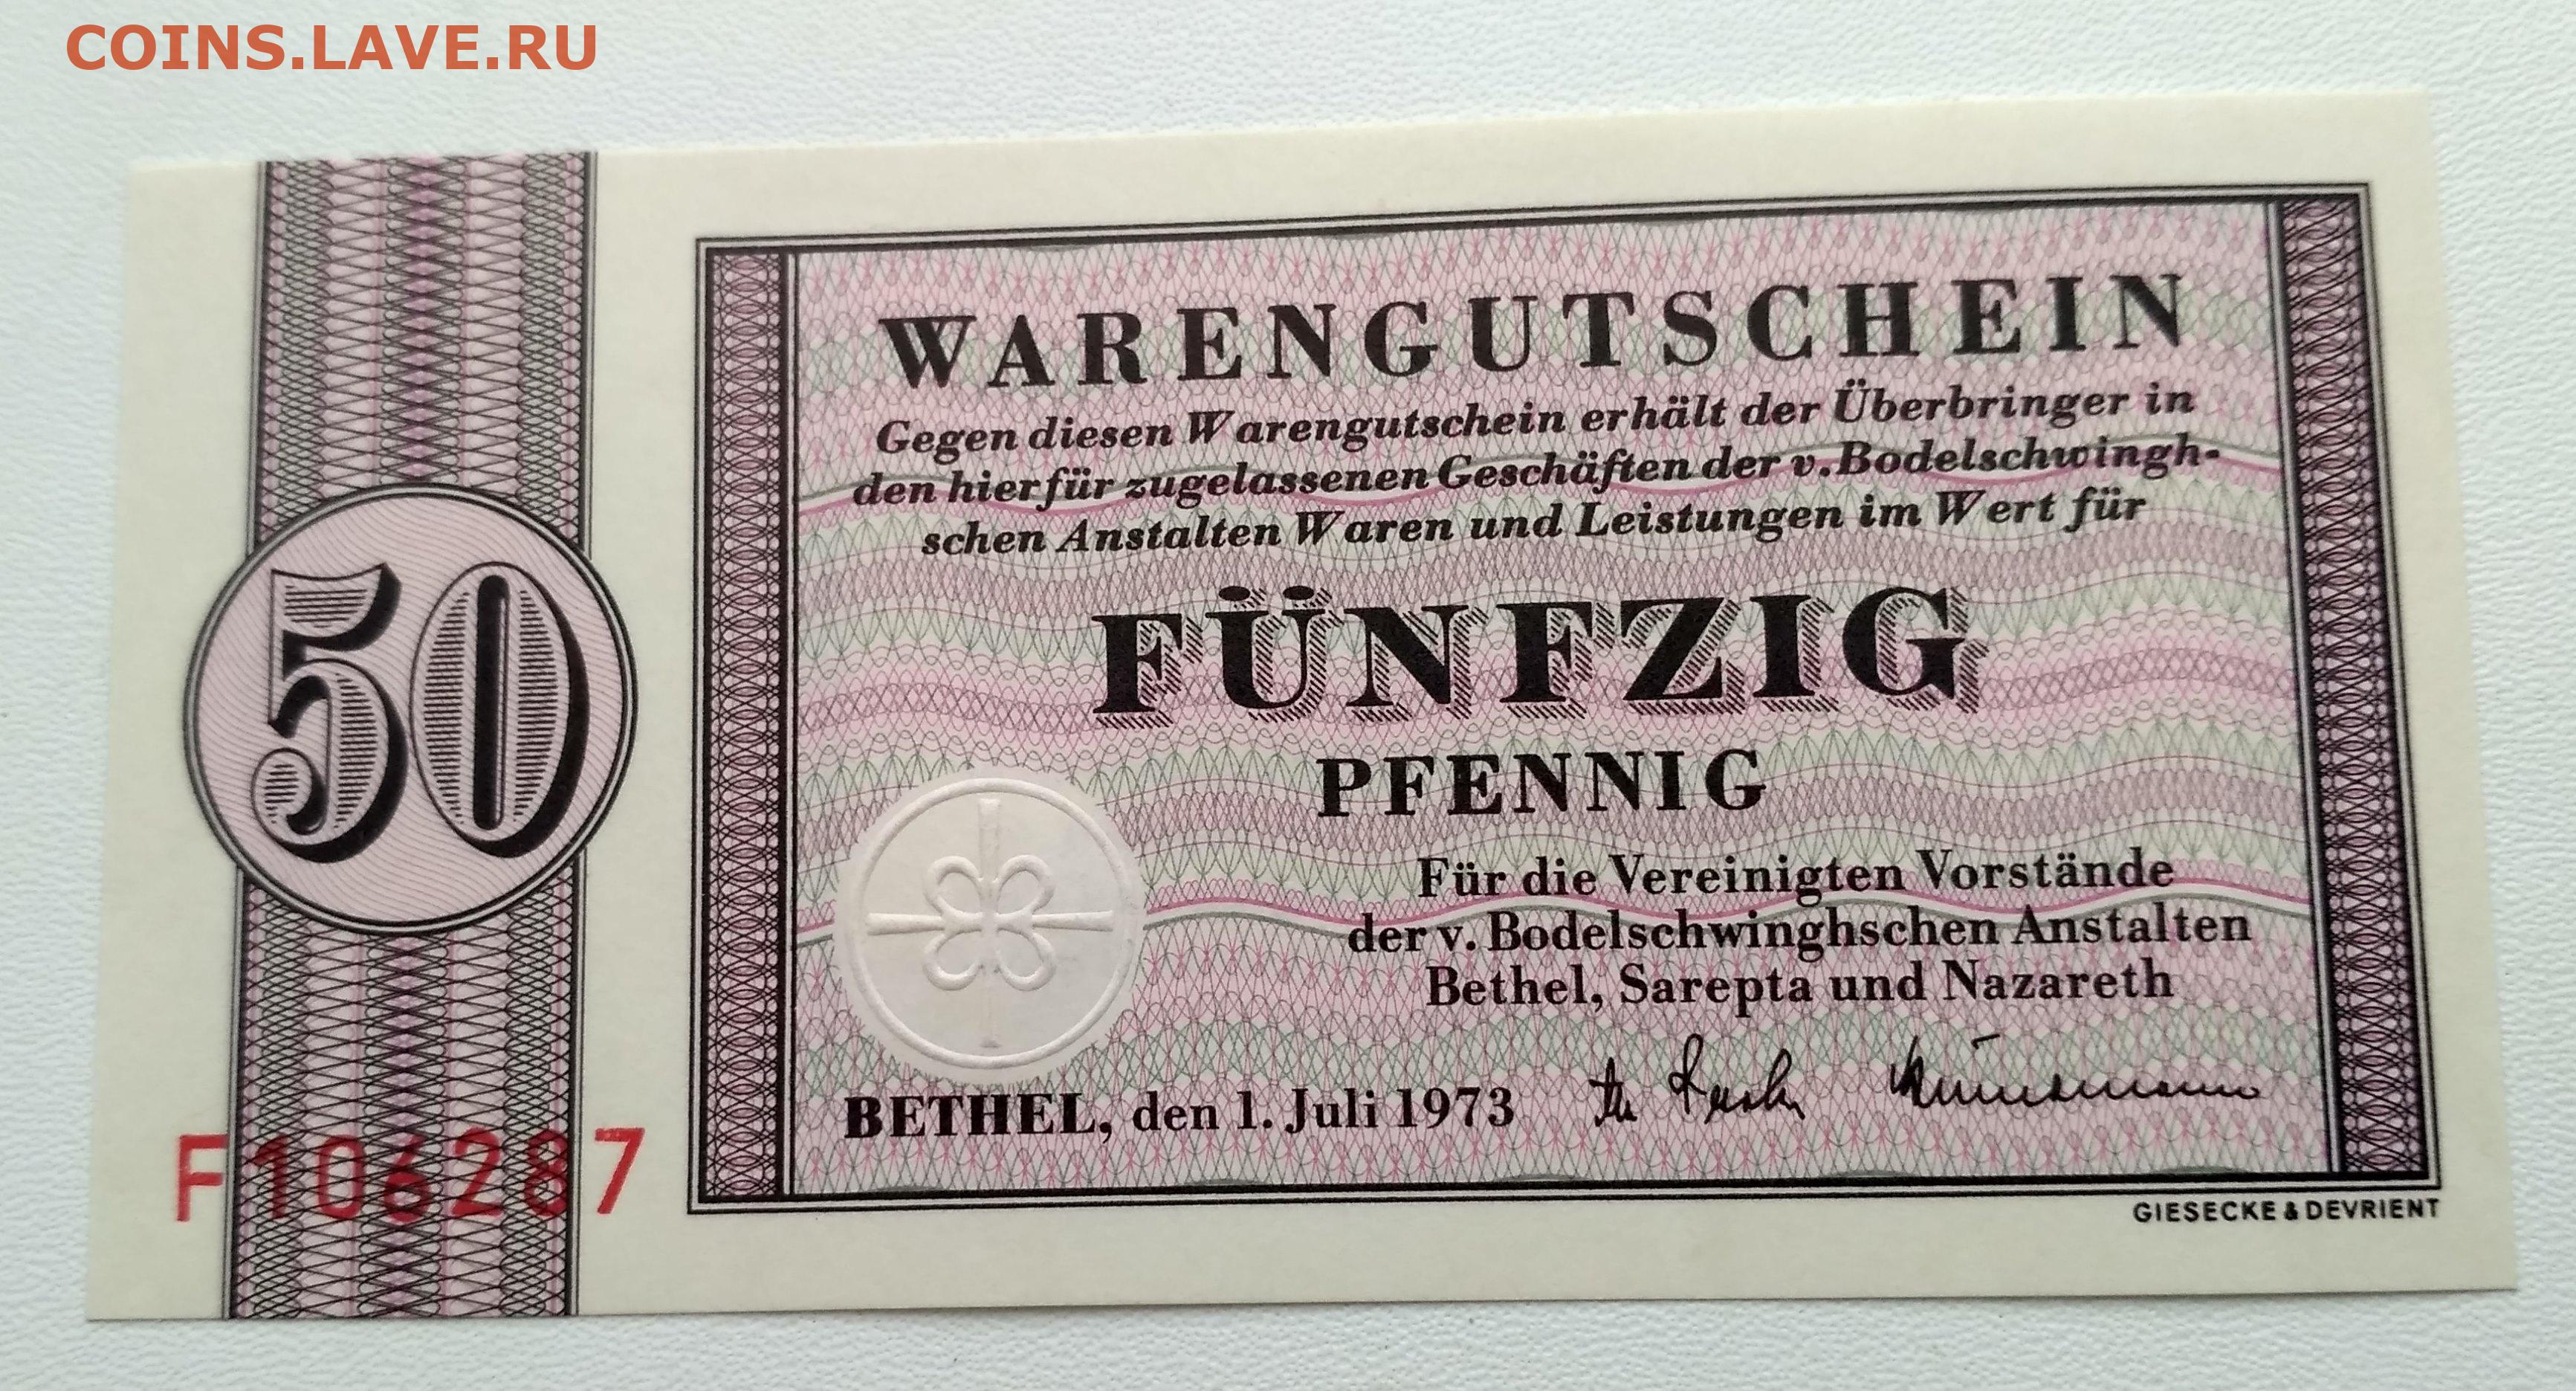 COINS.LAVE.RU
WARENGUTSCHEIN
Gegen diesen Warengutschein erhält der Überbringer in
den hierfür zugelassenen Geschäften der v. Bodelschwingh-
schen Anstalten Waren und Leistungen im Wert für
50
FÜNFZIG
PFENNIG
Für die Vereinigten Vorstände
der v. Bodelschwinghschen Anstalten
Bethel, Sarepta und Nazareth
BETHEL, den 1. Juli 1973
F106287
GIESECKE & DEVRIENT